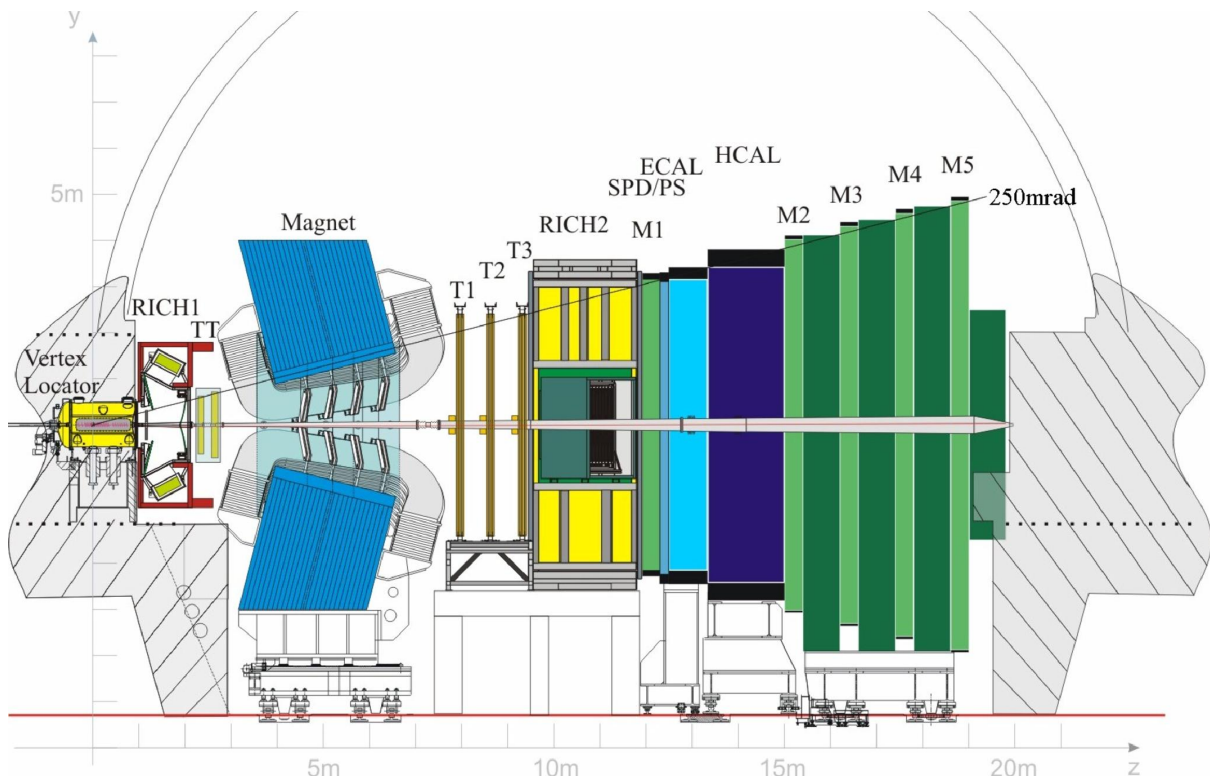 y
ECAL
HCAL
SPD/PS
M5
M4
M3
M2
5m
250mrad
Magnet
RICH2
M1
T3
T2
T1
RICH1
TT
Vertex
Locator
5m
10m
15m
20m
z